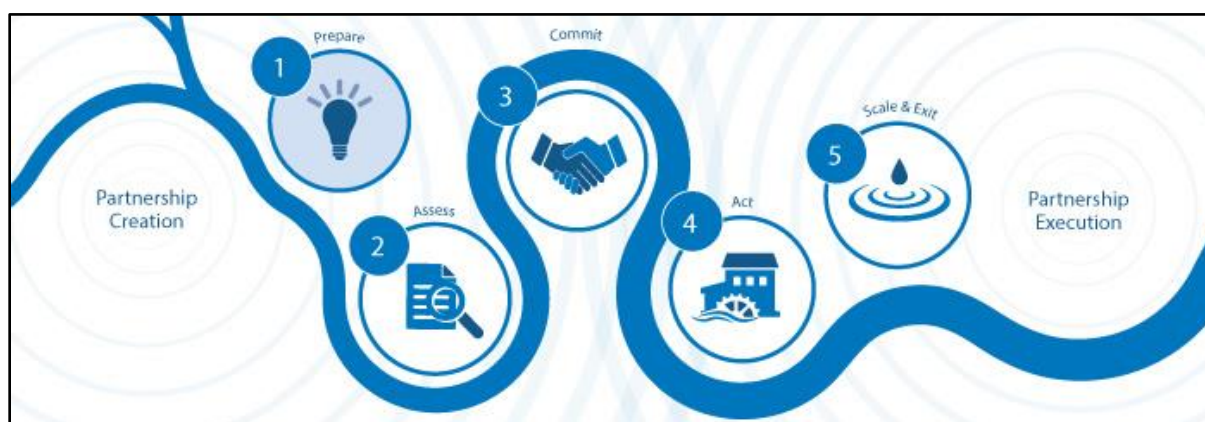 Partnership
Creation
1
Prepare
2
Assess
3
Commit
4
Act
5
Scale & Exit
Partnership
Execution